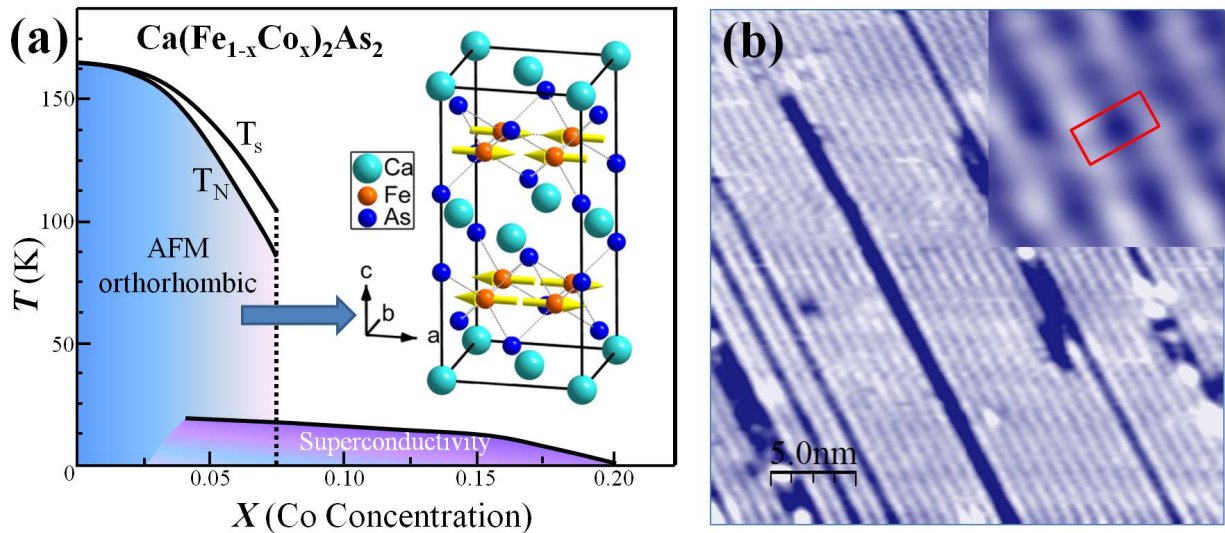 (a)
Ca(Fe1-xCox)2As2
150
100
50
0
T (K)
Ts
TN
AFM
orthorhombic
Ca
Fe
As
c
b
a
Superconductivity
0.05
0.10
0.15
0.20
X (Co Concentration)
(b)
5.0nm